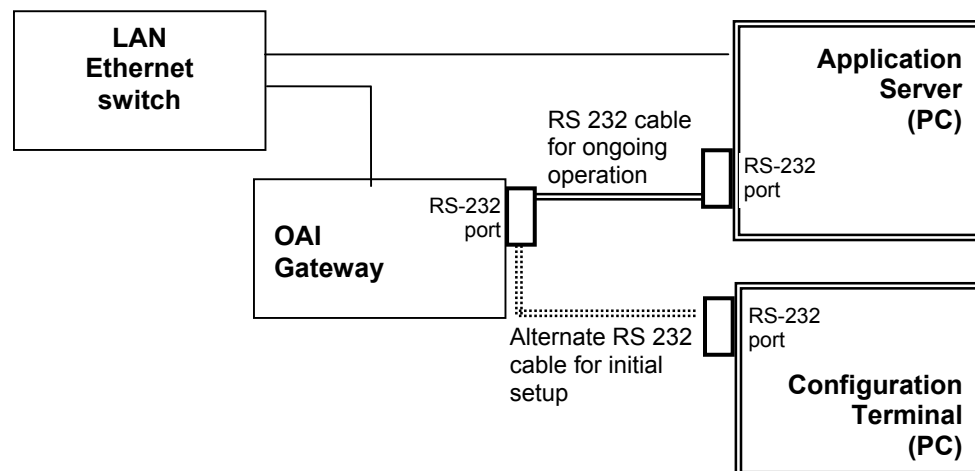 LAN
Ethernet
switch
Application
Server
(PC)
RS 232 cable
for ongoing
operation
RS-232
port
RS-232
port
OAI
Gateway
Alternate RS 232
cable for initial
setup
RS-232
port
Configuration
Terminal
(PC)